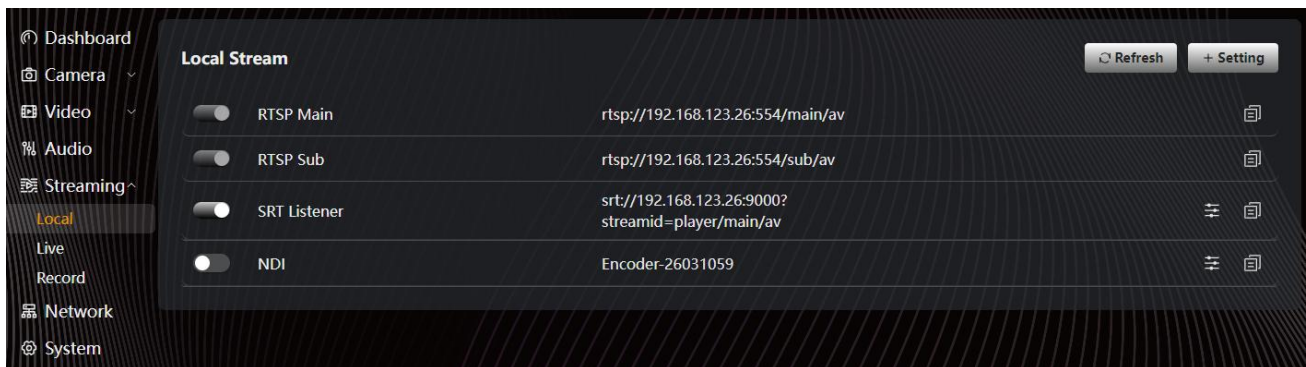 Dashboard
Camera
Video
Audio
Streaming
Local
Live
Record
Network
System
Local Stream
Refresh
+ Setting
RTSP Main rtsp://192.168.123.26:554/main/av
RTSP Sub rtsp://192.168.123.26:554/sub/av
SRT Listener srt://192.168.123.26:9000?
streamid=player/main/av
NDI Encoder-26031059